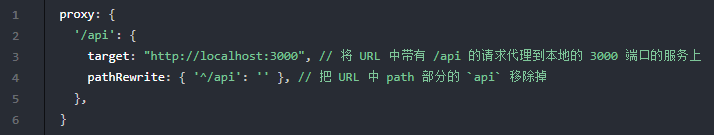 1 proxy: {
2 '/api': {
3 target: "http://localhost:3000", // 将 URL 中带有 /api 的请求代理到本地的 3000 端口的服务上
4 pathRewrite: { '^/api': '' }, // 把 URL 中 path 部分的 `api` 移除掉
5 },
6 }